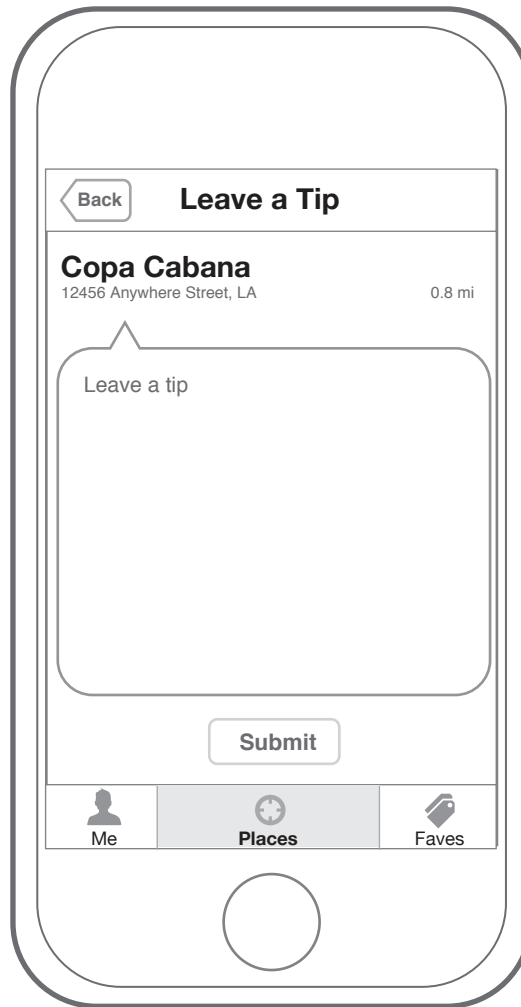 Back Leave a Tip
Copa Cabana
12456 Anywhere Street, LA 0.8 mi
Leave a tip
Submit
Me Places Faves